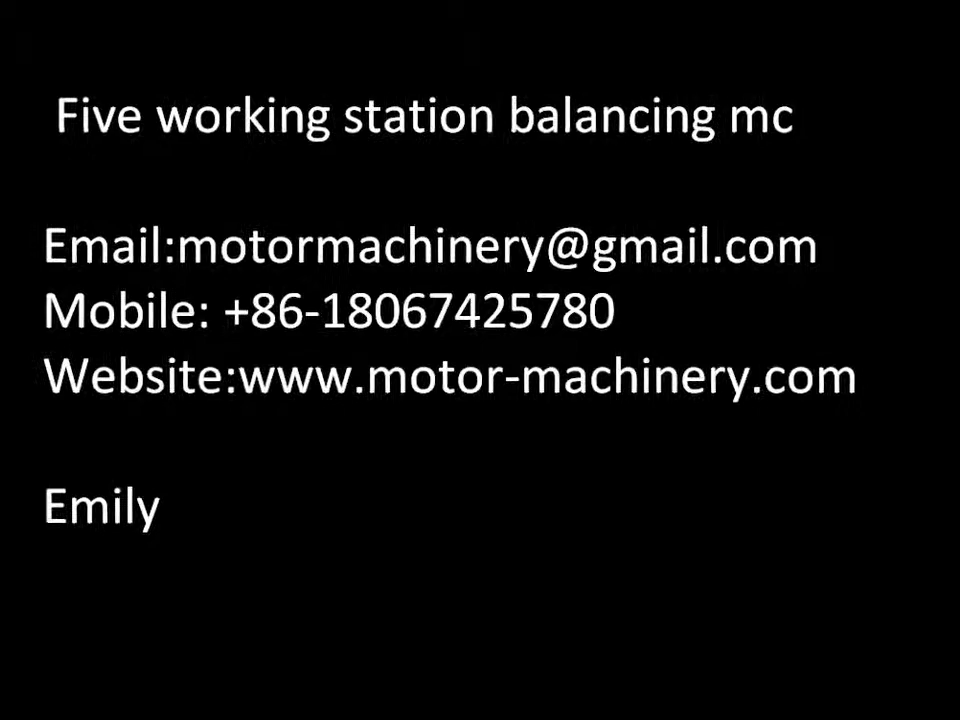 Five working station balancing mc
Email:motormachinery@gmail.com
Mobile: +86-18067425780
Website:www.motor-machinery.com
Emily